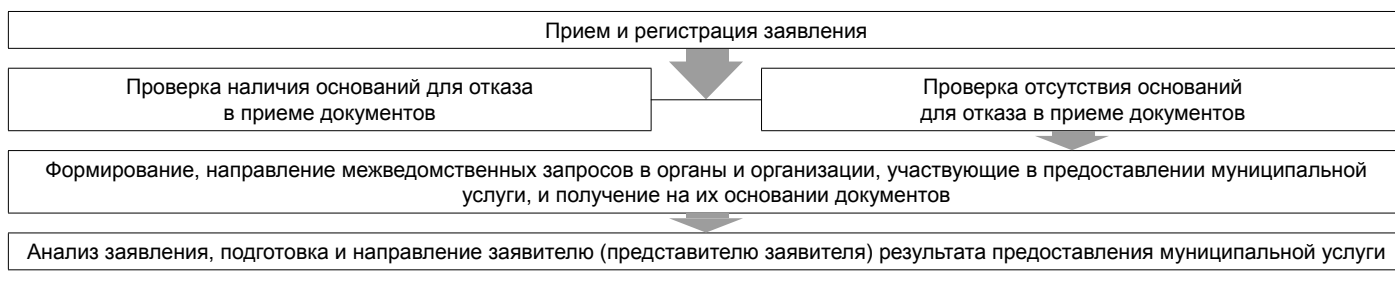 Прием и регистрация заявления
Проверка наличия оснований для отказа
в приеме документов
Проверка отсутствия оснований
для отказа в приеме документов
Формирование, направление межведомственных запросов в органы и организации, участвующие в предоставлении муниципальной
услуги, и получение на их основании документов
Анализ заявления, подготовка и направление заявителю (представителю заявителя) результата предоставления муниципальной услуги